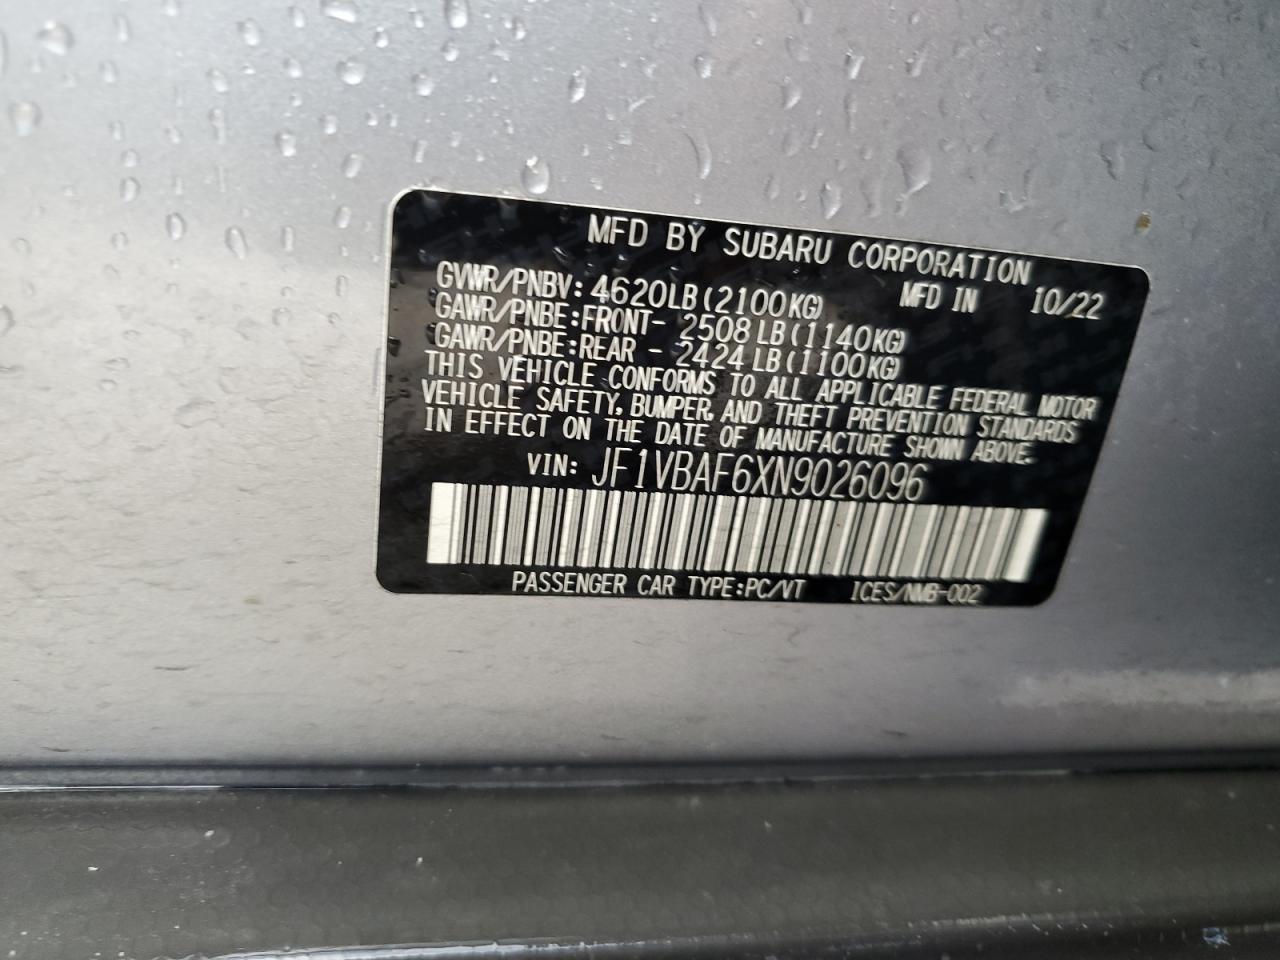 MFD BY SUBARU CORPORATION
GVWR/PNBV: 4620LB(2100KG) MFD IN 10/22
GAWR/PNBE:FRONT- 2508 LB(1140KG)
GAWR/PNBE:REAR - 2424 LB(1100KG)
THIS VEHICLE CONFORMS TO ALL APPLICABLE FEDERAL MOTOR
VEHICLE SAFETY, BUMPER, AND THEFT PREVENTION STANDARDS
IN EFFECT ON THE DATE OF MANUFACTURE SHOWN ABOVE.
VIN: JF1VBAF6XN9026096
PASSENGER CAR TYPE:PC/VT ICES/NMB-002